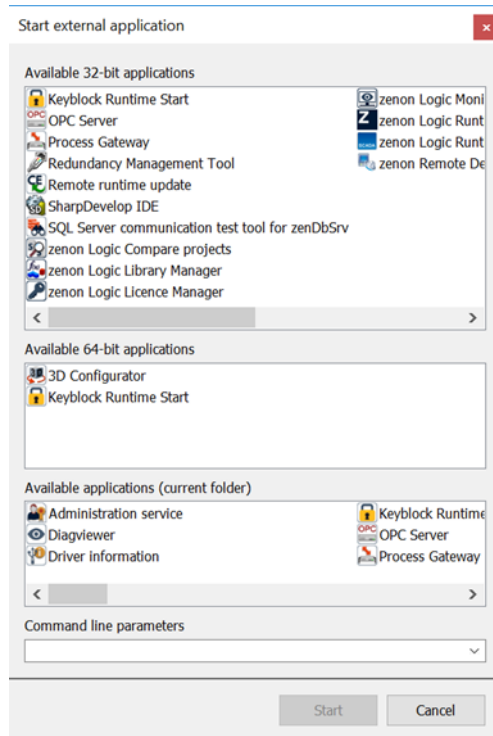 Start external application
Available 32-bit applications
Keyblock Runtime Start
OPC Server
Process Gateway
Redundancy Management Tool
Remote runtime update
SharpDevelop IDE
SQL Server communication test tool for zenDbSrv
zenon Logic Compare projects
zenon Logic Library Manager
zenon Logic Licence Manager
zenon Logic Moni
zenon Logic Runt
zenon Logic Runt
zenon Remote De
Available 64-bit applications
3D Configurator
Keyblock Runtime Start
Available applications (current folder)
Administration service
Diagviewer
Driver information
Keyblock Runtime
OPC Server
Process Gateway
Command line parameters
Start
Cancel